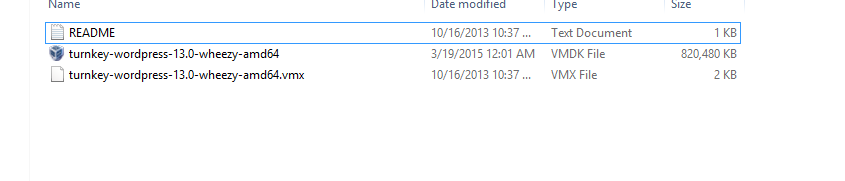 Name Date modified Type Size
README 10/16/2013 10:37 ... Text Document 1 KB
turnkey-wordpress-13.0-wheezy-amd64 3/19/2015 12:01 AM VMDK File 820,480 KB
turnkey-wordpress-13.0-wheezy-amd64.vmx 10/16/2013 10:37 ... VMX File 2 KB